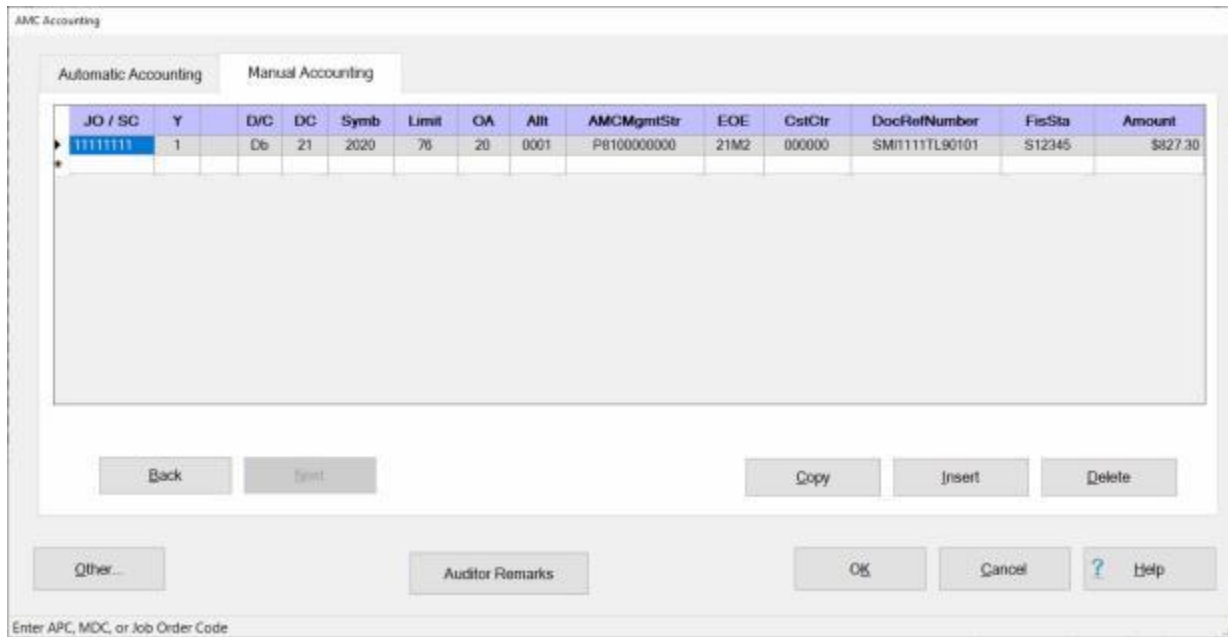 AMC Accounting
Automatic Accounting Manual Accounting
JO / SC Y D/C DC Symb Limit OA Allt AMCMgmtStr EOE CstCtr DocRefNumber FisSta Amount
11111111 1 Db 21 2020 76 20 0001 P8100000000 21M2 000000 SMI1111TL90101 S12345 $827.30
*
Back Next Copy Insert Delete
Other... Auditor Remarks OK Cancel ? Help
Enter APC, MDC, or Job Order Code